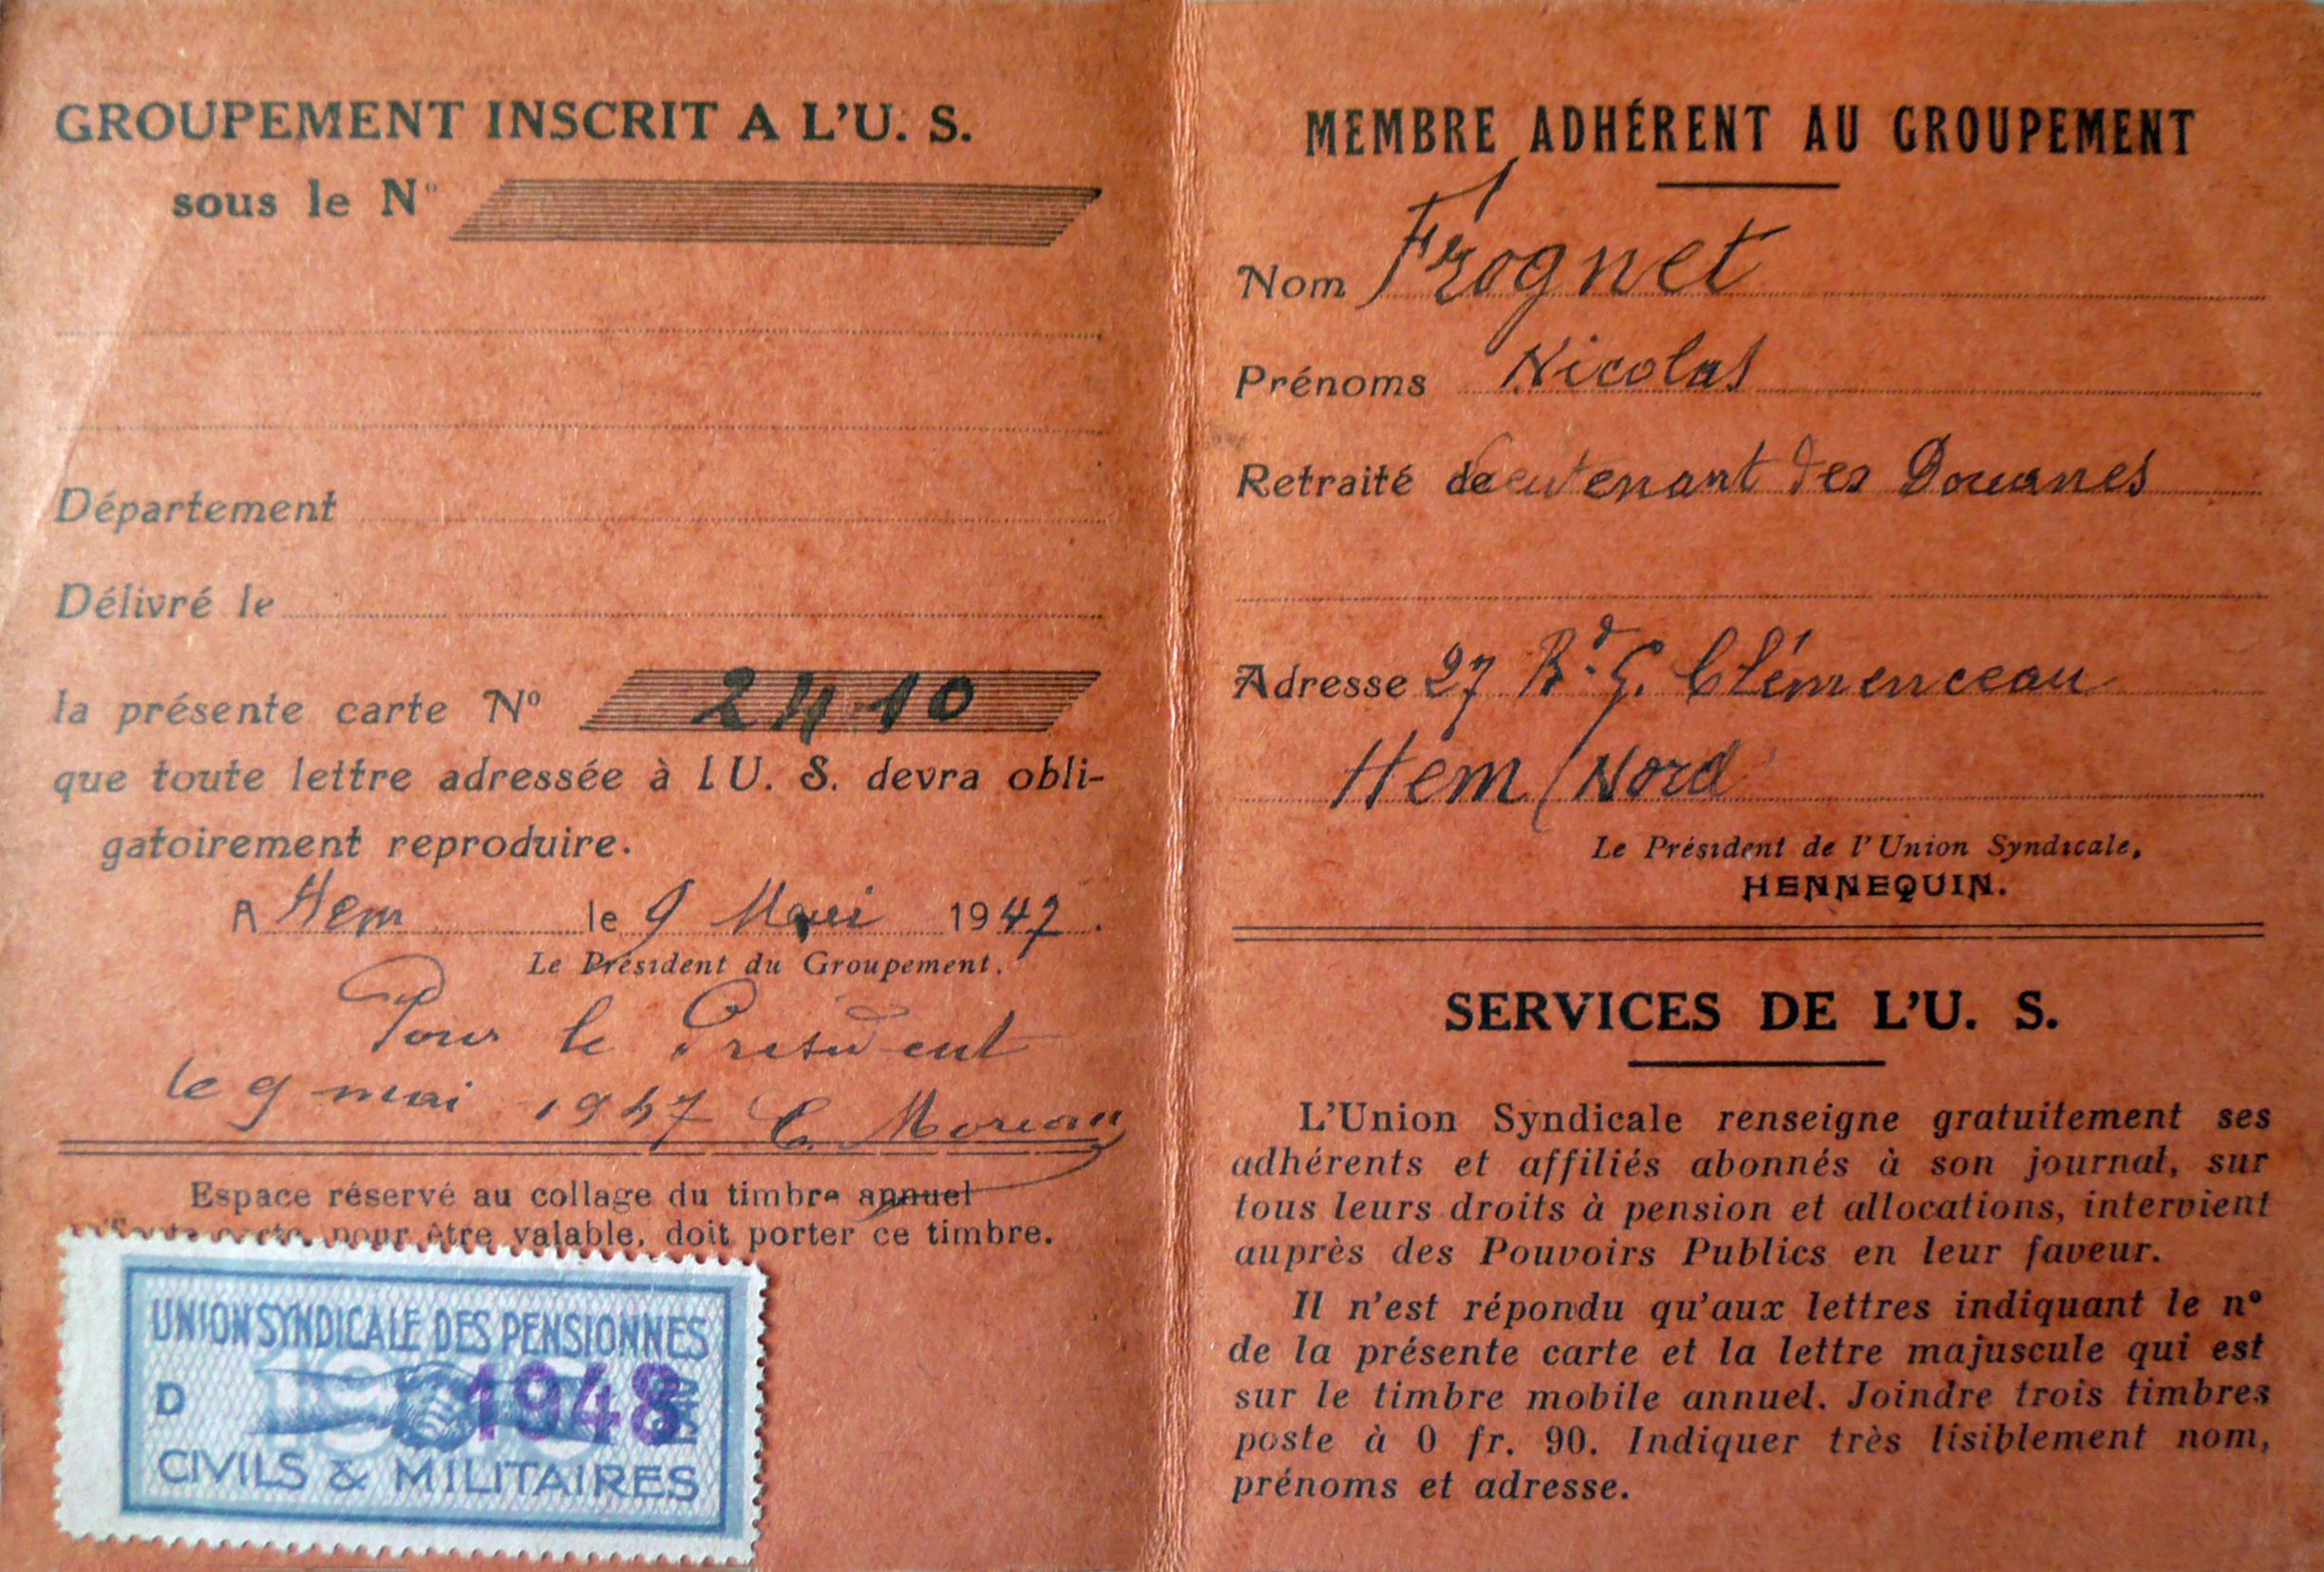 GROUPEMENT INSCRIT A L'U. S.
sous le N°
Département
Délivré le
la présente carte N° 2410
que toute lettre adressée à l U. S. devra obli-
gatoirement reproduire.
A Hem le 9 Mai 1947.
Le Président du Groupement.
Pour le Président
le 9 mai 1947 C. Moreau
Espace réservé au collage du timbre annuel
Toute carte, pour être valable, doit porter ce timbre.
UNION SYNDICALE DES PENSIONNES
D 1948
CIVILS & MILITAIRES
MEMBRE ADHÉRENT AU GROUPEMENT
Nom Frognet
Prénoms Nicolas
Retraité Lieutenant des Douanes
Adresse 27 Bd. G. Clémenceau
Hem (Nord
Le Président de l'Union Syndicale,
HENNEQUIN.
SERVICES DE L'U. S.
L'Union Syndicale renseigne gratuitement ses
adhérents et affiliés abonnés à son journal, sur
tous leurs droits à pension et allocations, intervient
auprès des Pouvoirs Publics en leur faveur.
Il n'est répondu qu'aux lettres indiquant le n°
de la présente carte et la lettre majuscule qui est
sur le timbre mobile annuel. Joindre trois timbres
poste à 0 fr. 90. Indiquer très lisiblement nom,
prénoms et adresse.